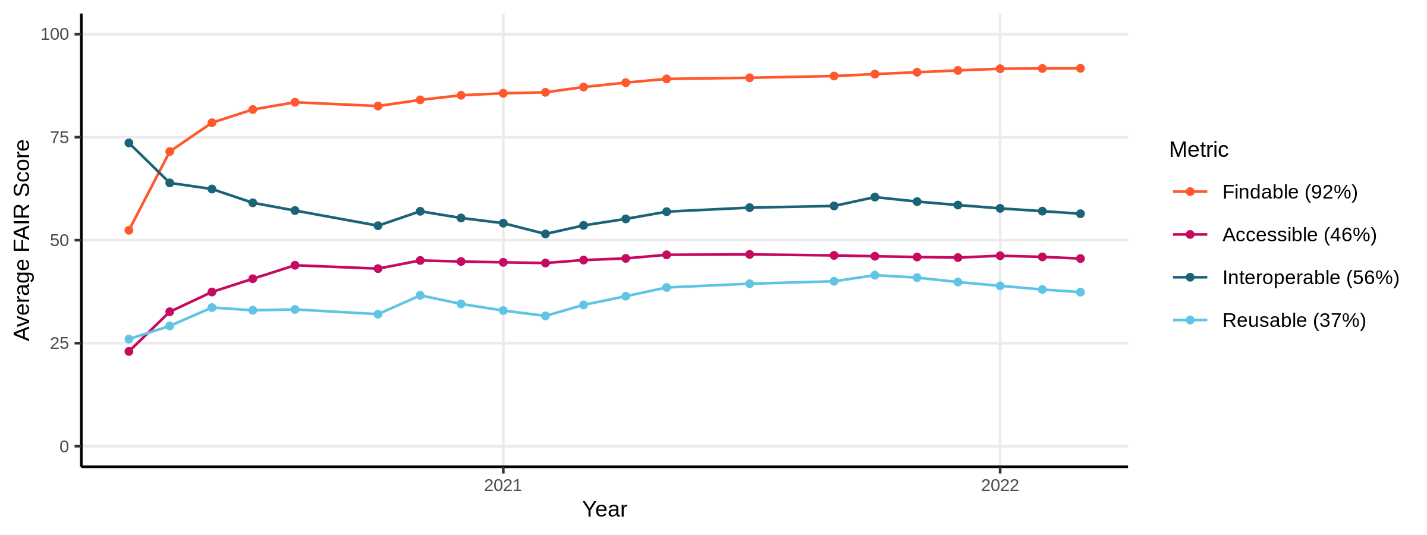 100
75
50
25
0
Average FAIR Score
2021
2022
Year
Metric
Findable (92%)
Accessible (46%)
Interoperable (56%)
Reusable (37%)